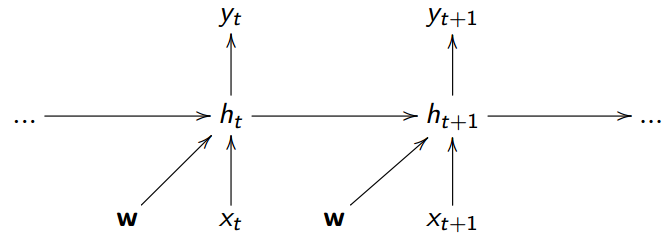 y_t y_{t+1}
... h_t h_{t+1} ...
w x_t w x_{t+1}